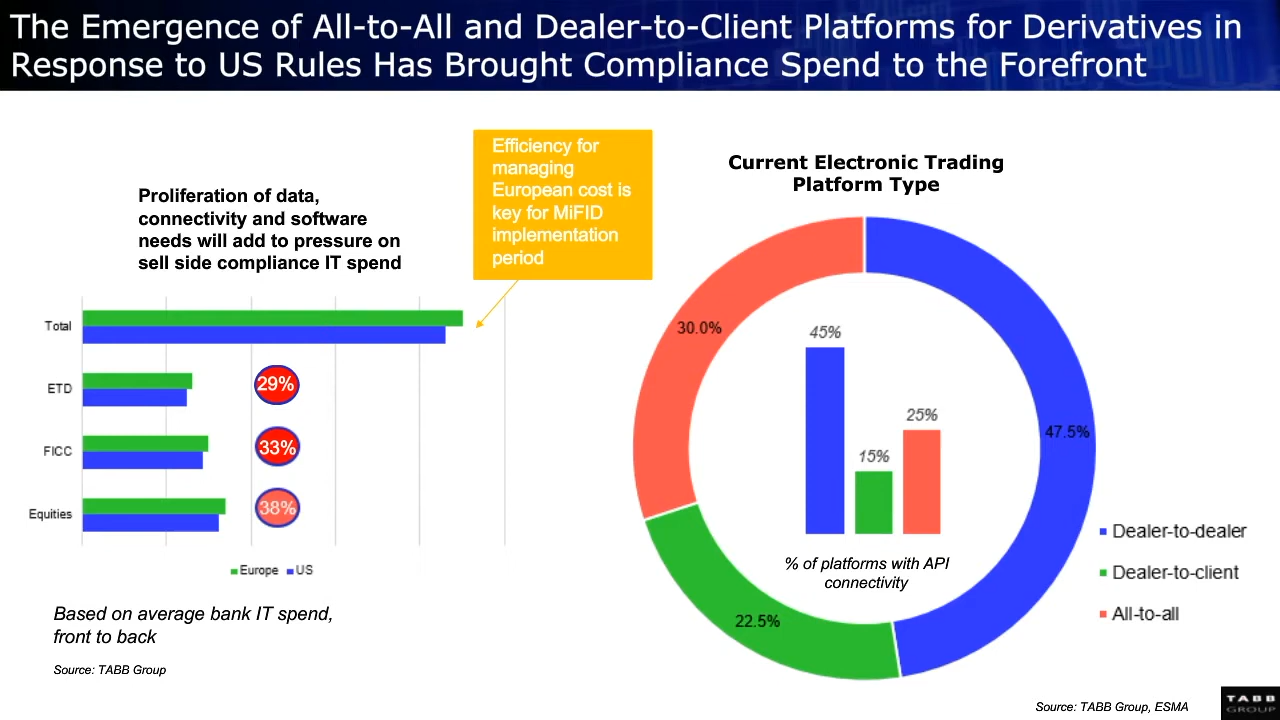 The Emergence of All-to-All and Dealer-to-Client Platforms for Derivatives in
Response to US Rules Has Brought Compliance Spend to the Forefront
Proliferation of data,
connectivity and software
needs will add to pressure on
sell side compliance IT spend
Efficiency for
managing
European cost is
key for MiFID
implementation
period
Total
ETD
29%
FICC
33%
Equities
38%
Europe US
Based on average bank IT spend,
front to back
Source: TABB Group
Current Electronic Trading
Platform Type
30.0%
47.5%
22.5%
45%
15%
25%
% of platforms with API
connectivity
Dealer-to-dealer
Dealer-to-client
All-to-all
Source: TABB Group, ESMA
TABB
GROUP